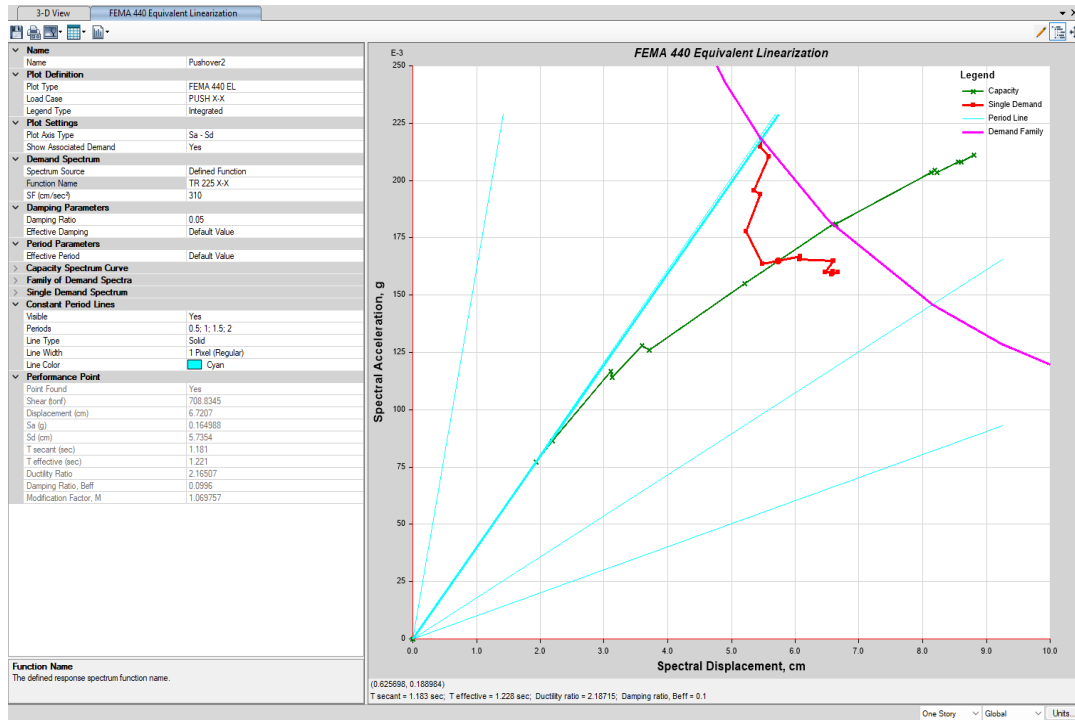 3-D View
FEMA 440 Equivalent Linearization
Name
Name Pushover2
Plot Definition
Plot Type FEMA 440 EL
Load Case PUSH X-X
Legend Type Integrated
Plot Settings
Plot Axis Type Sa - Sd
Show Associated Demand Yes
Demand Spectrum
Spectrum Source Defined Function
Function Name TR 225 X-X
SF (cm/sec²) 310
Damping Parameters
Damping Ratio 0.05
Effective Damping Default Value
Period Parameters
Effective Period Default Value
Capacity Spectrum Curve
Family of Demand Spectra
Single Demand Spectrum
Constant Period Lines
Visible Yes
Periods 0.5; 1; 1.5; 2
Line Type Solid
Line Width 1 Pixel (Regular)
Line Color Cyan
Performance Point
Point Found Yes
Shear (tonf) 708.8345
Displacement (cm) 6.7207
Sa (g) 0.164988
Sd (cm) 5.7354
T secant (sec) 1.181
T effective (sec) 1.221
Ductility Ratio 2.16507
Damping Ratio, Beff 0.0996
Modification Factor, M 1.069757
Function Name
The defined response spectrum function name.
FEMA 440 Equivalent Linearization
E-3
250
225
200
175
150
125
100
75
50
25
0
Spectral Acceleration, g
0.0 1.0 2.0 3.0 4.0 5.0 6.0 7.0 8.0 9.0 10.0
Spectral Displacement, cm
Legend
Capacity
Single Demand
Period Line
Demand Family
(0.625698, 0.188984)
T secant = 1.183 sec; T effective = 1.228 sec; Ductility ratio = 2.18715; Damping ratio, Beff = 0.1
One Story Global Units...